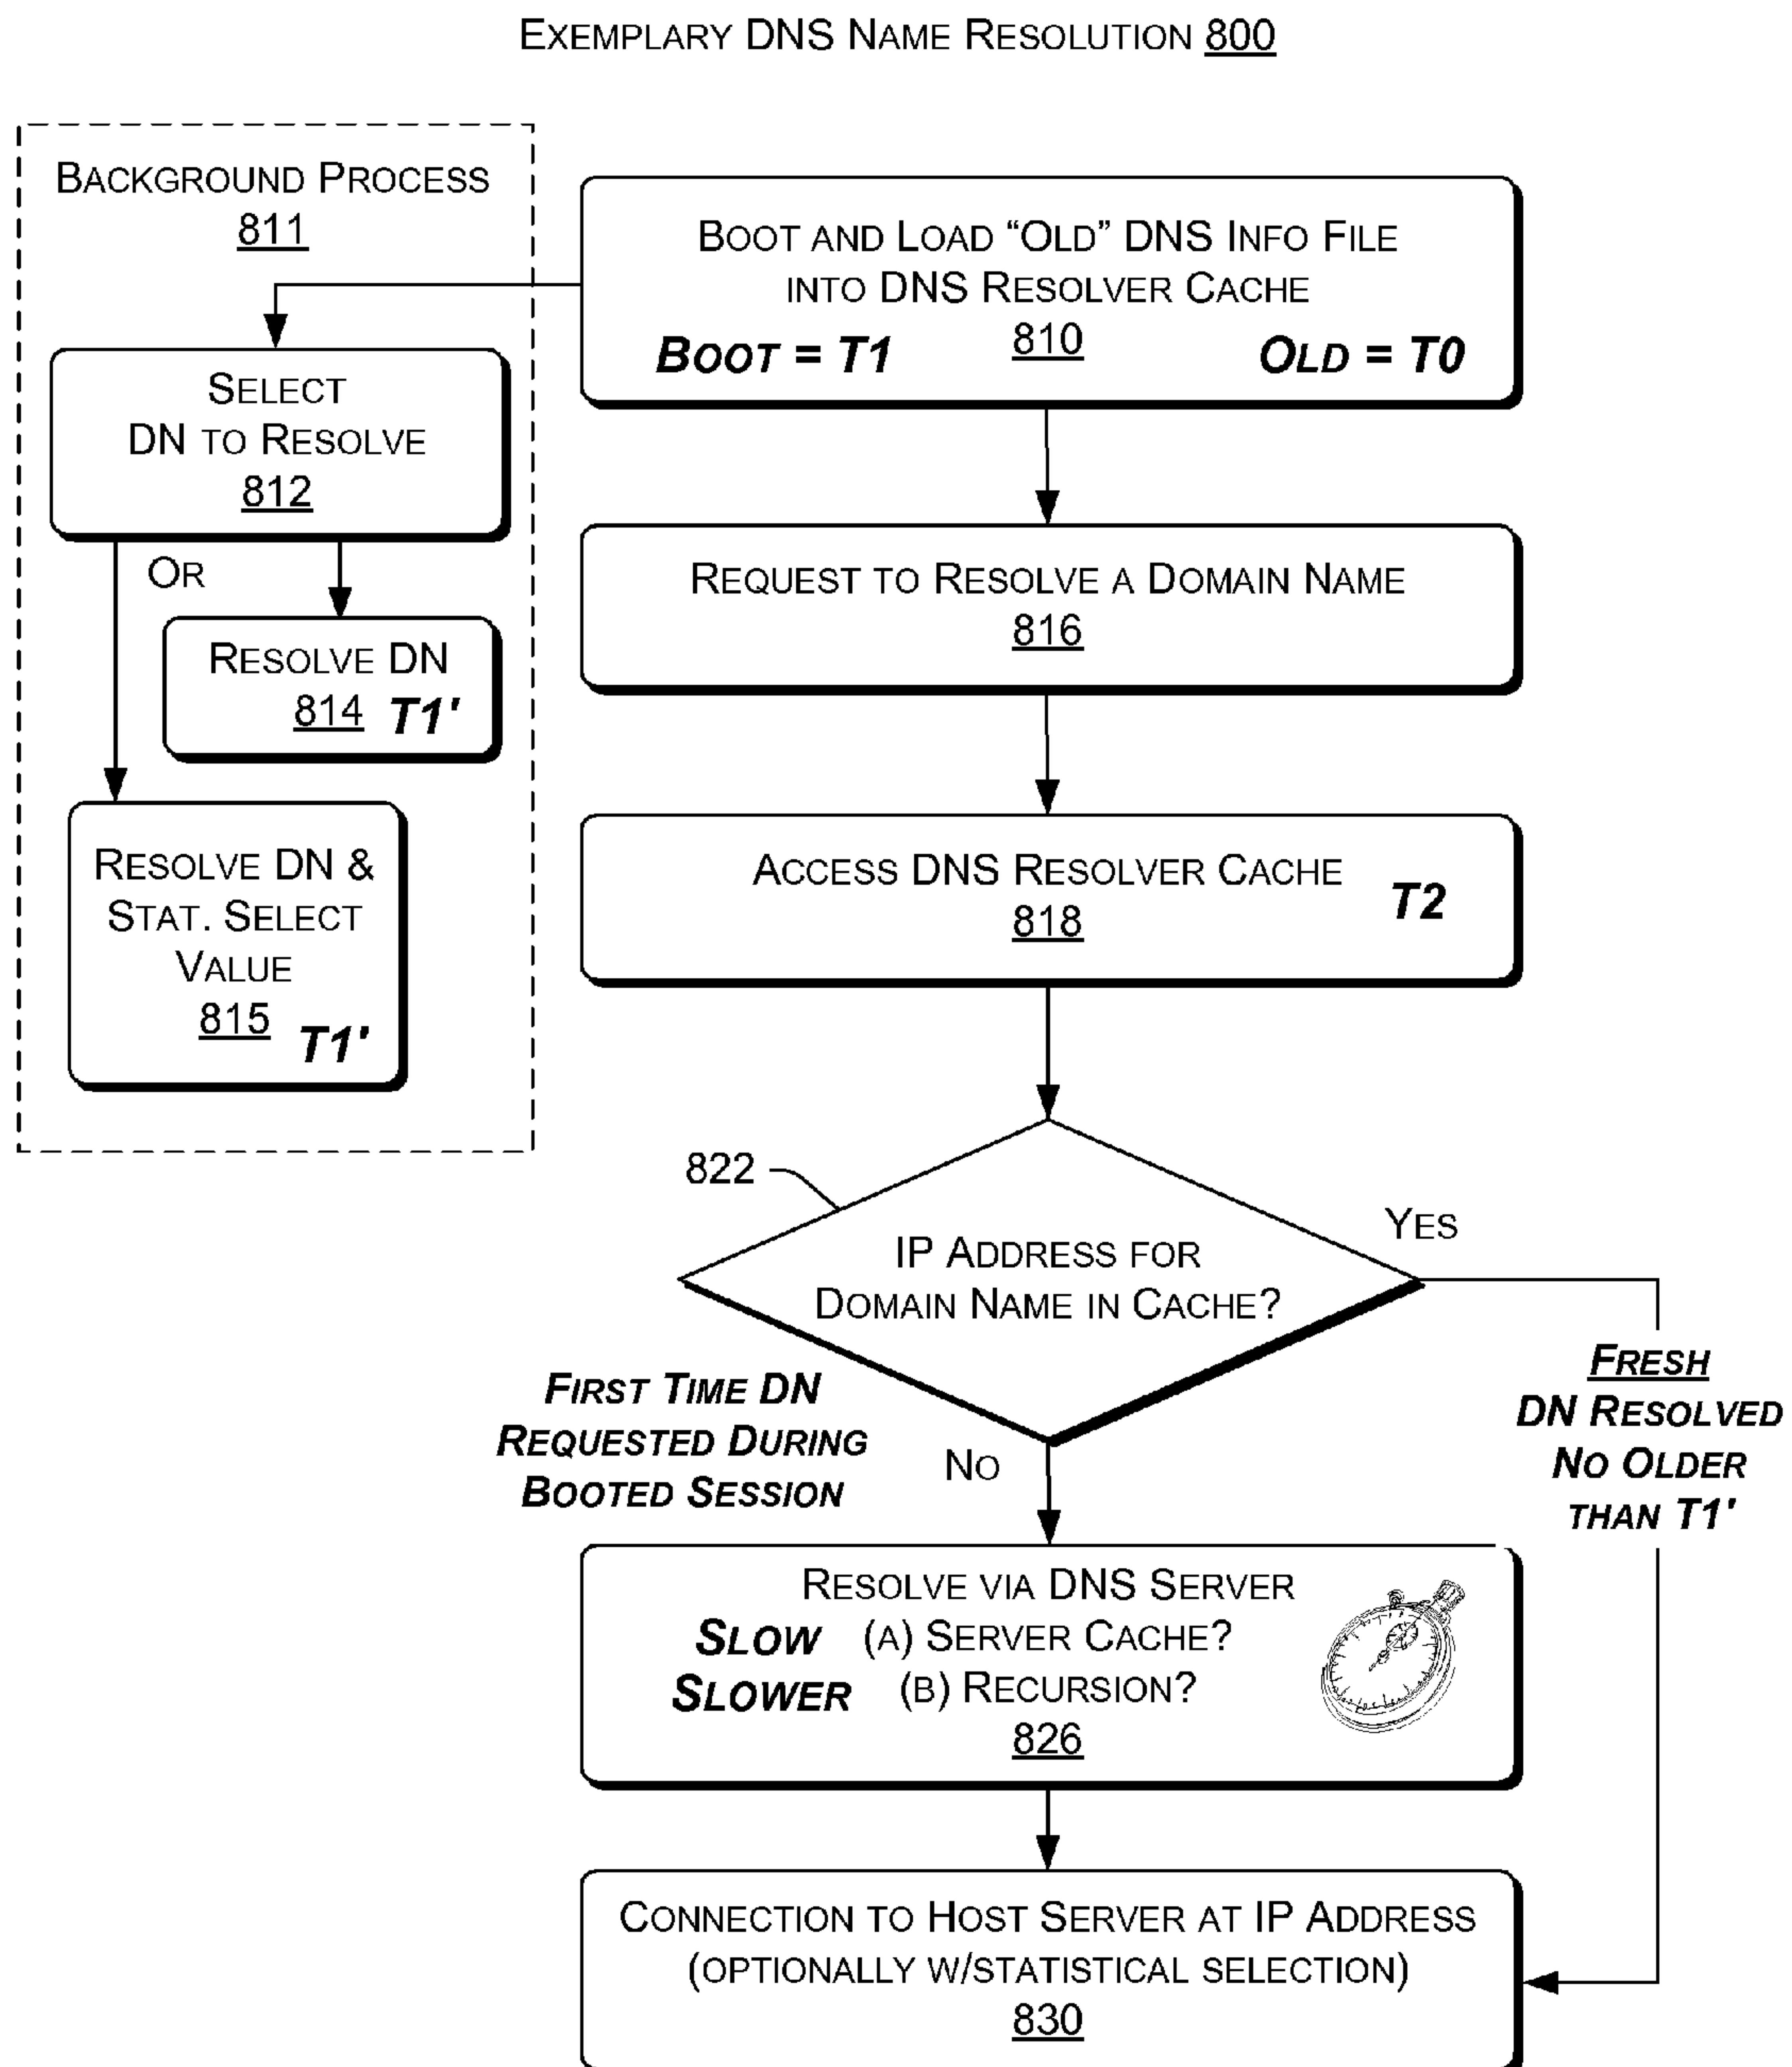 EXEMPLARY DNS NAME RESOLUTION 800
BACKGROUND PROCESS
811
BOOT AND LOAD “OLD” DNS INFO FILE
INTO DNS RESOLVER CACHE
810
BOOT = T1
OLD = T0
SELECT
DN TO RESOLVE
812
OR
RESOLVE DN
814 T1'
RESOLVE DN &
STAT. SELECT
VALUE
815 T1'
REQUEST TO RESOLVE A DOMAIN NAME
816
ACCESS DNS RESOLVER CACHE
818
T2
822
IP ADDRESS FOR
DOMAIN NAME IN CACHE?
YES
FRESH
DN RESOLVED
NO OLDER
THAN T1'
FIRST TIME DN
REQUESTED DURING
BOOTED SESSION
NO
RESOLVE VIA DNS SERVER
SLOW (A) SERVER CACHE?
SLOWER (B) RECURSION?
826
CONNECTION TO HOST SERVER AT IP ADDRESS
(OPTIONALLY W/STATISTICAL SELECTION)
830